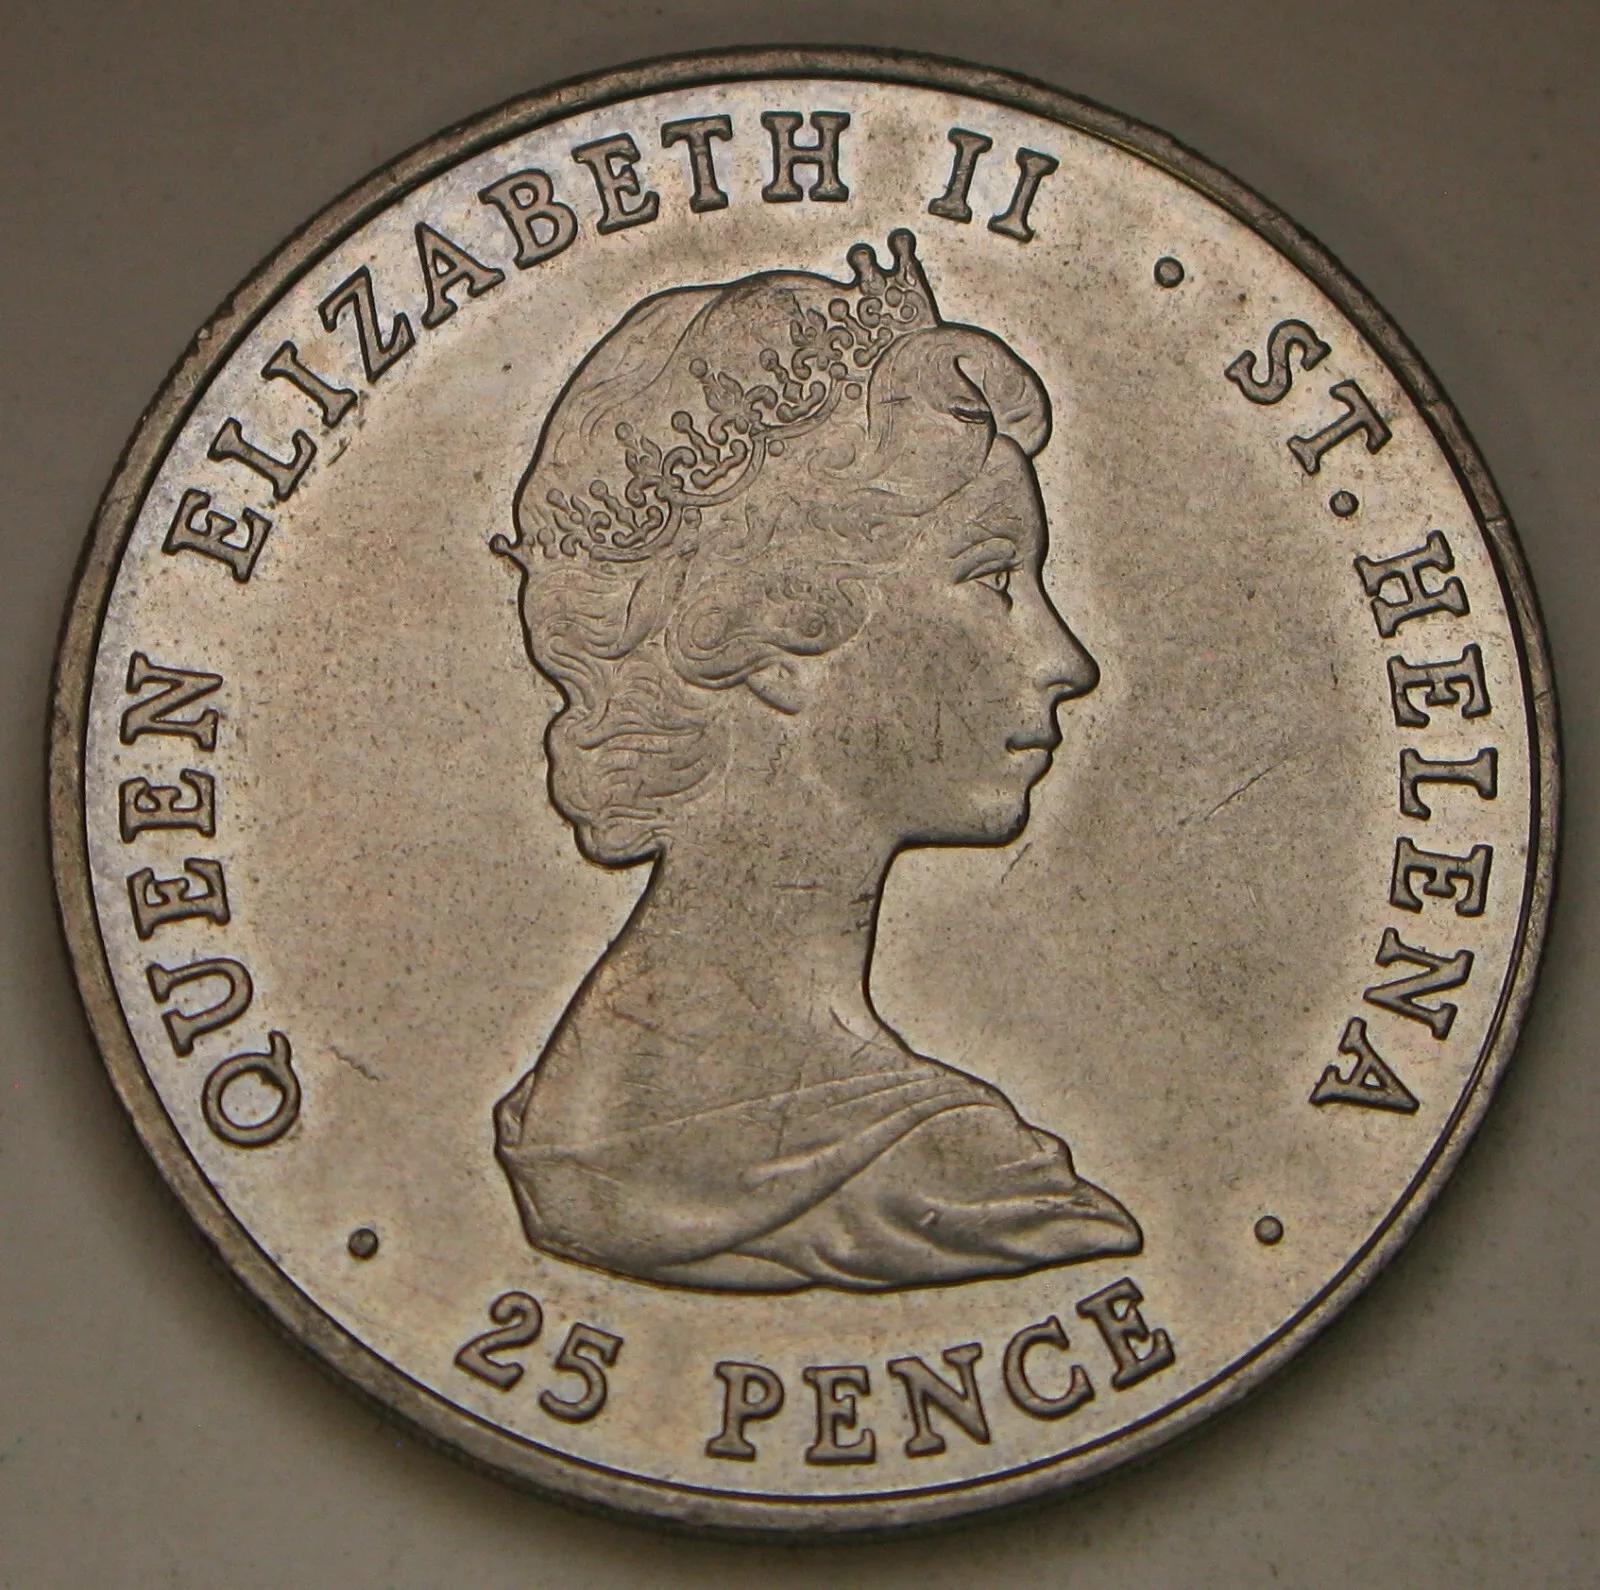 QUEEN ELIZABETH II · ST. HELENA ·
25 PENCE ·